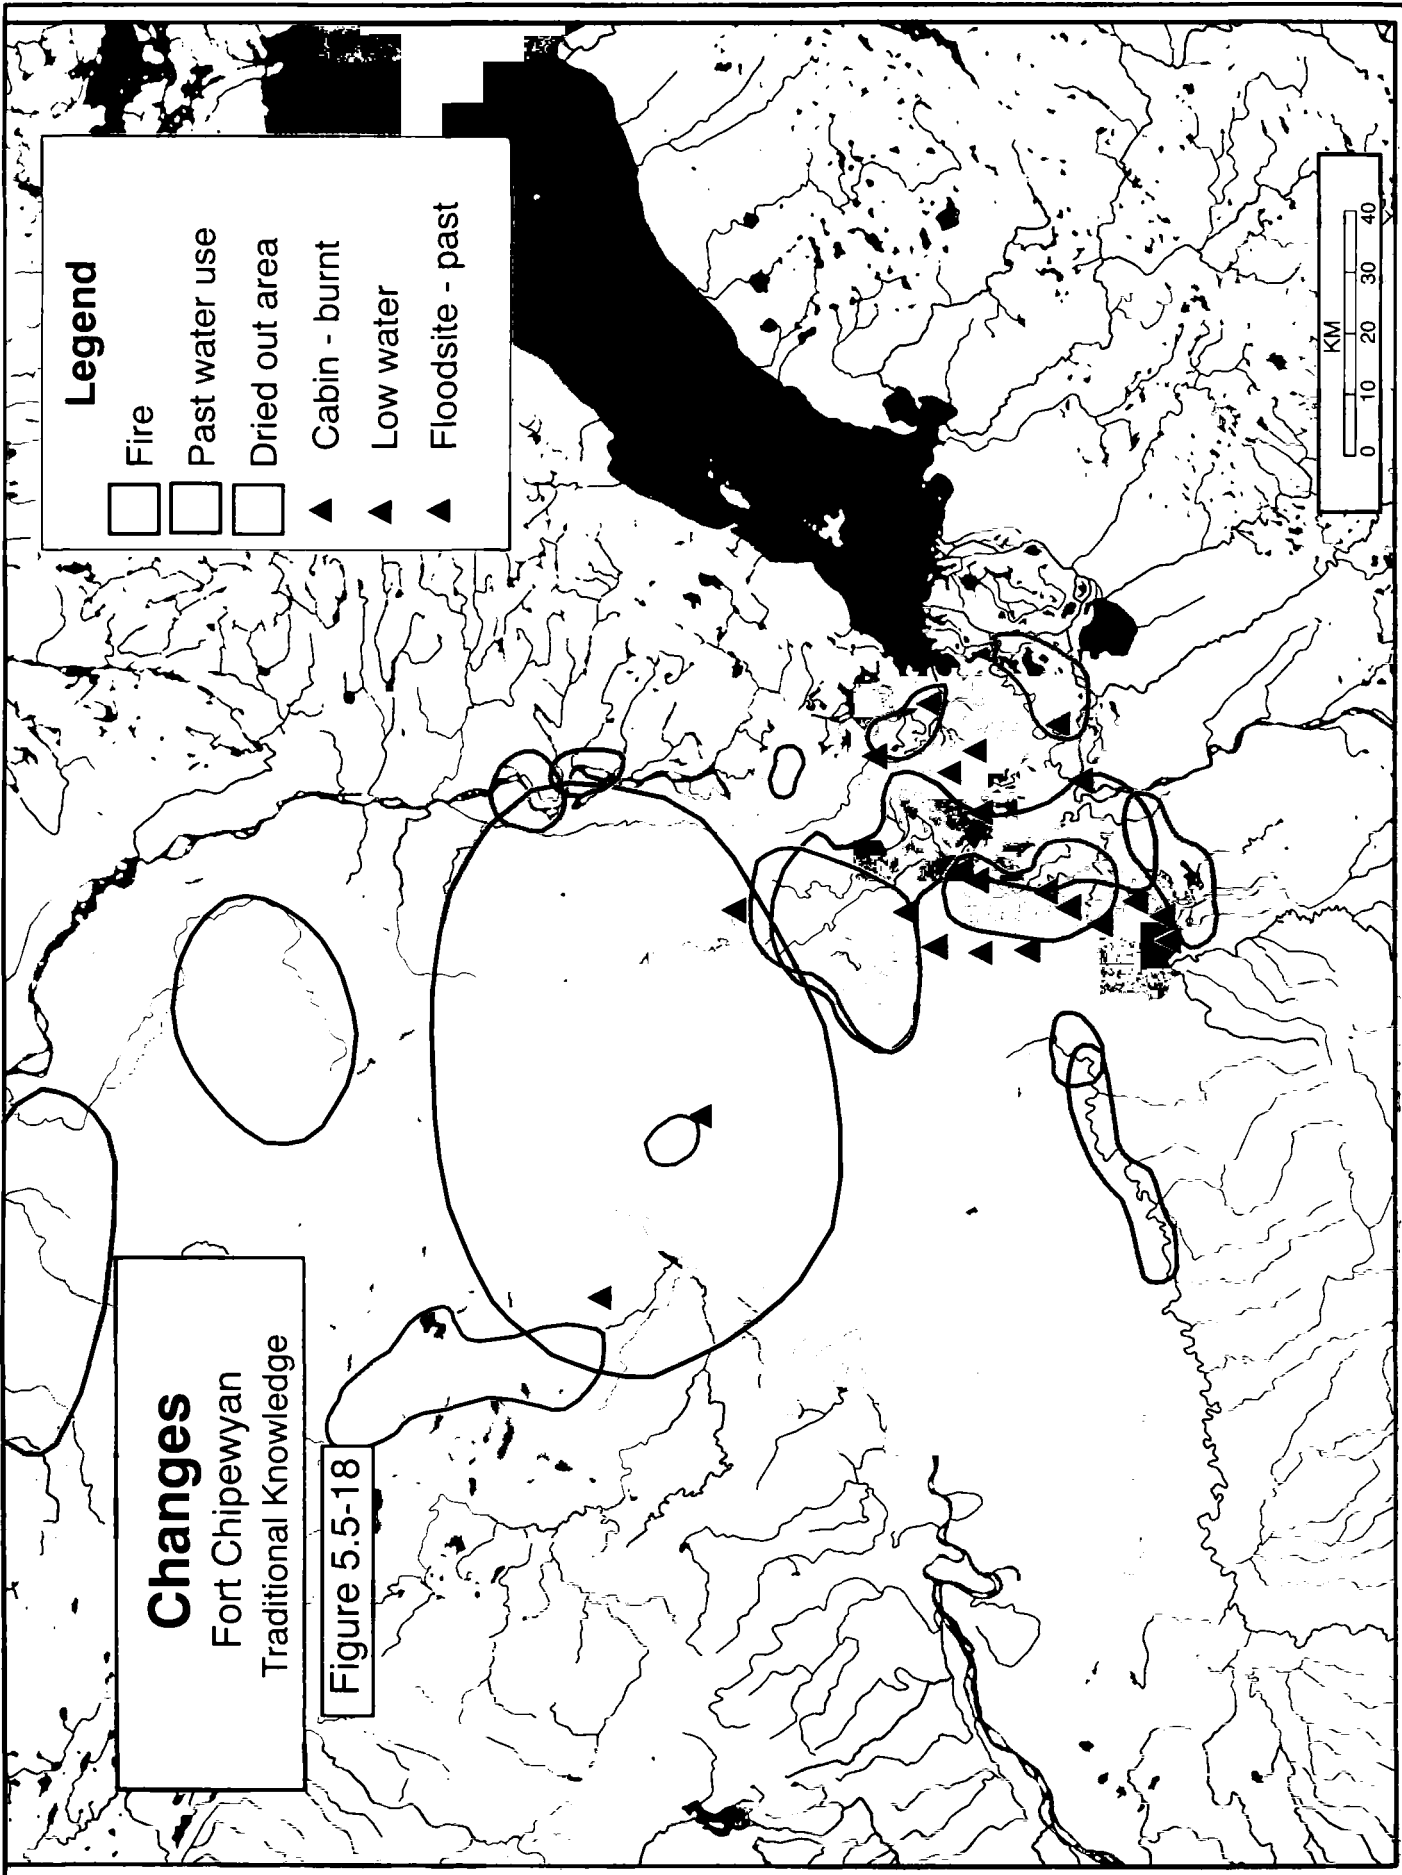 Changes
Fort Chipewyan
Traditional Knowledge
Figure 5.5-18
Legend
Fire
Past water use
Dried out area
Cabin - burnt
Low water
Floodsite - past
KM
0 10 20 30 40